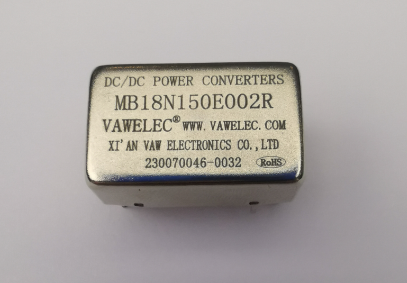 DC/DC POWER CONVERTERS
MB18N150E002R
VAWELEC® WWW.VAWELEC.COM
XI'AN VAW ELECTRONICS CO.,LTD
230070046-0032 RoHS